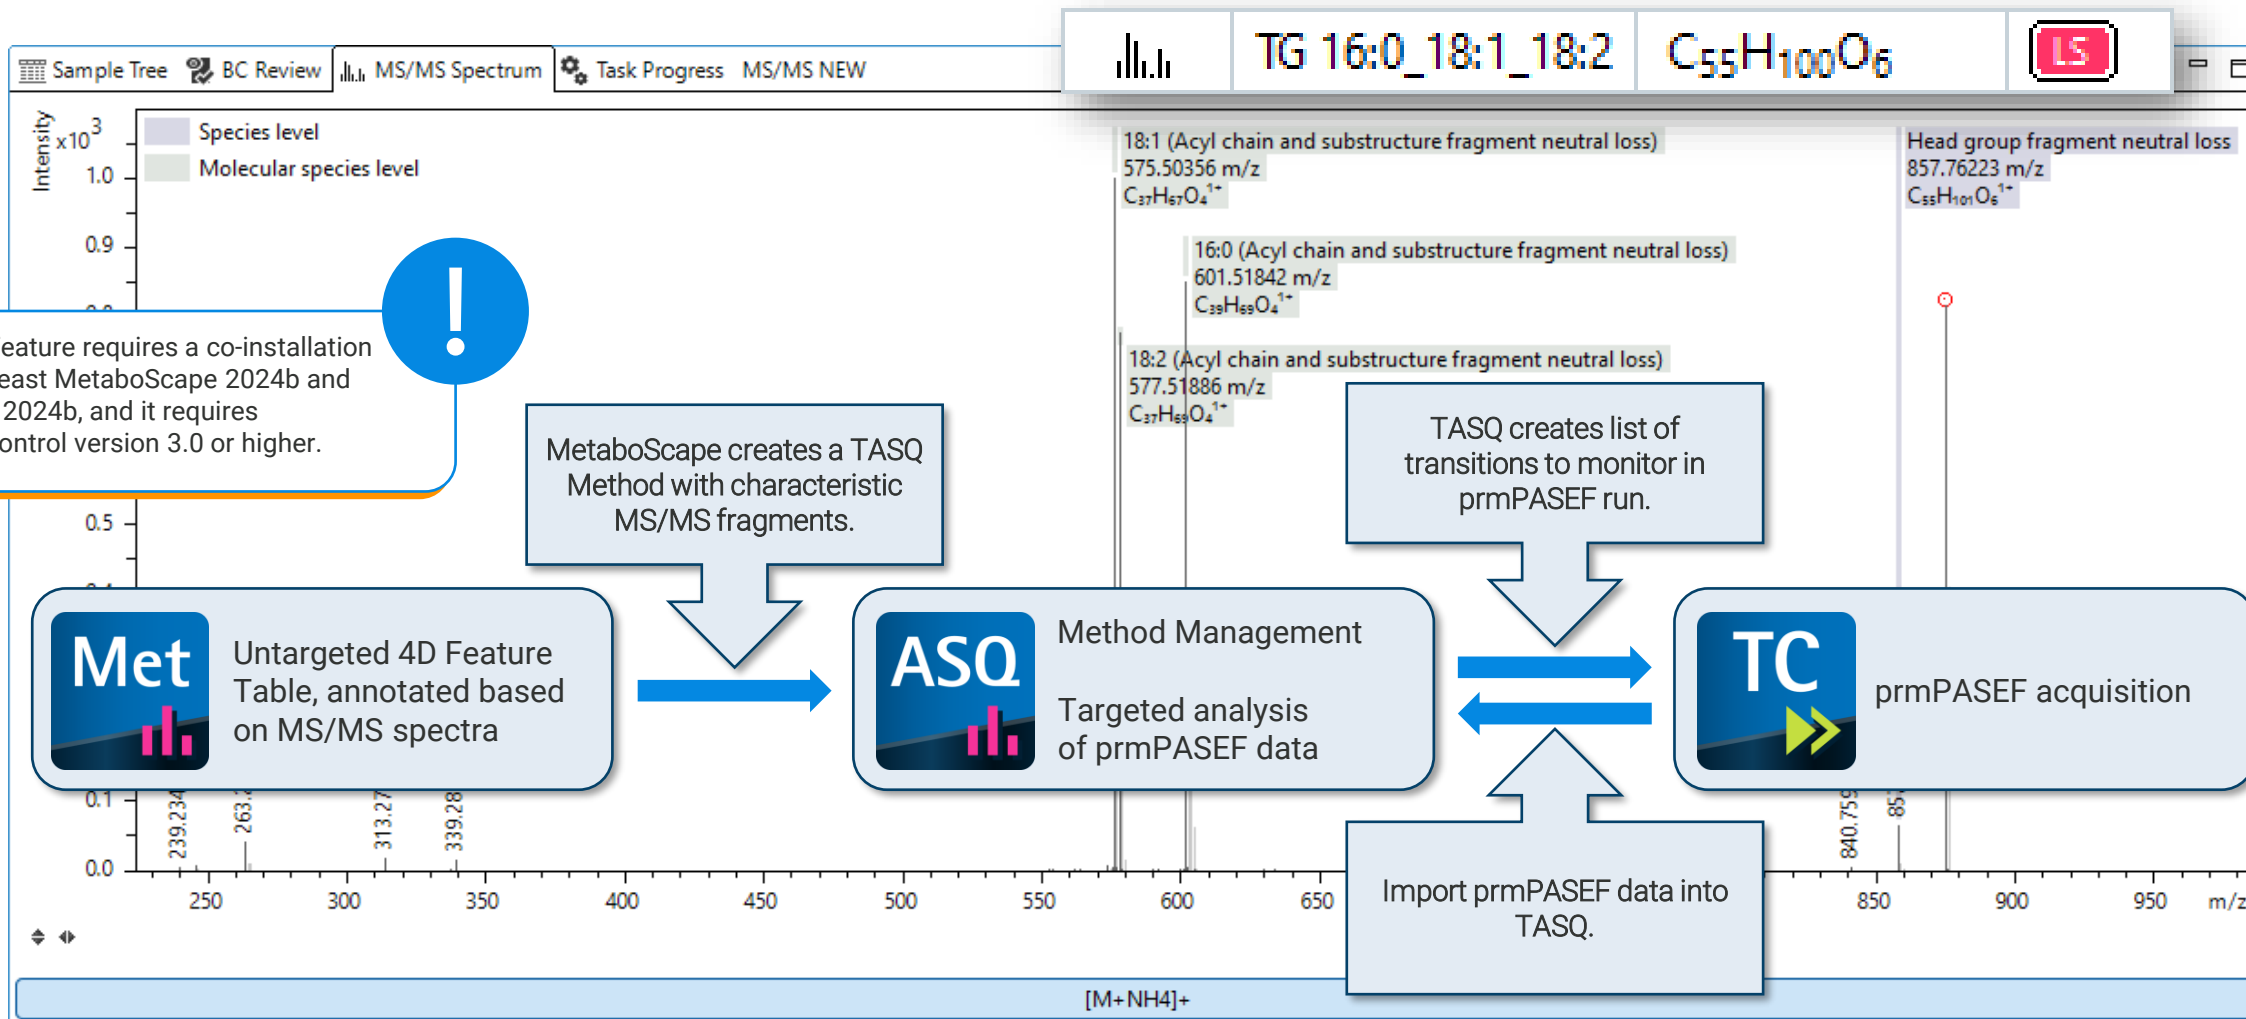 TG 16:0_18:1_18:2 C₅₅H₁₀₀O₆ LS
Sample Tree BC Review MS/MS Spectrum Task Progress MS/MS NEW
Intensity
x10³
Species level
Molecular species level
1.0
0.9
0.5
0.1
0.0
18:1 (Acyl chain and substructure fragment neutral loss)
575.50356 m/z
C₃₇H₆₇O₄¹⁺
Head group fragment neutral loss
857.76223 m/z
C₅₅H₁₀₁O₆¹⁺
16:0 (Acyl chain and substructure fragment neutral loss)
601.51842 m/z
C₃₉H₆₉O₄¹⁺
18:2 (Acyl chain and substructure fragment neutral loss)
577.51886 m/z
C₃₇H₆₉O₄¹⁺
!
eature requires a co-installation
east MetaboScape 2024b and
2024b, and it requires
ontrol version 3.0 or higher.
MetaboScape creates a TASQ
Method with characteristic
MS/MS fragments.
TASQ creates list of
transitions to monitor in
prmPASEF run.
Met
Untargeted 4D Feature
Table, annotated based
on MS/MS spectra
ASQ
Method Management
Targeted analysis
of prmPASEF data
TC
prmPASEF acquisition
Import prmPASEF data into
TASQ.
239.234
263.
313.27
339.28
840.759
857
250 300 350 400 450 500 550 600 650 850 900 950 m/z
[M+NH4]+